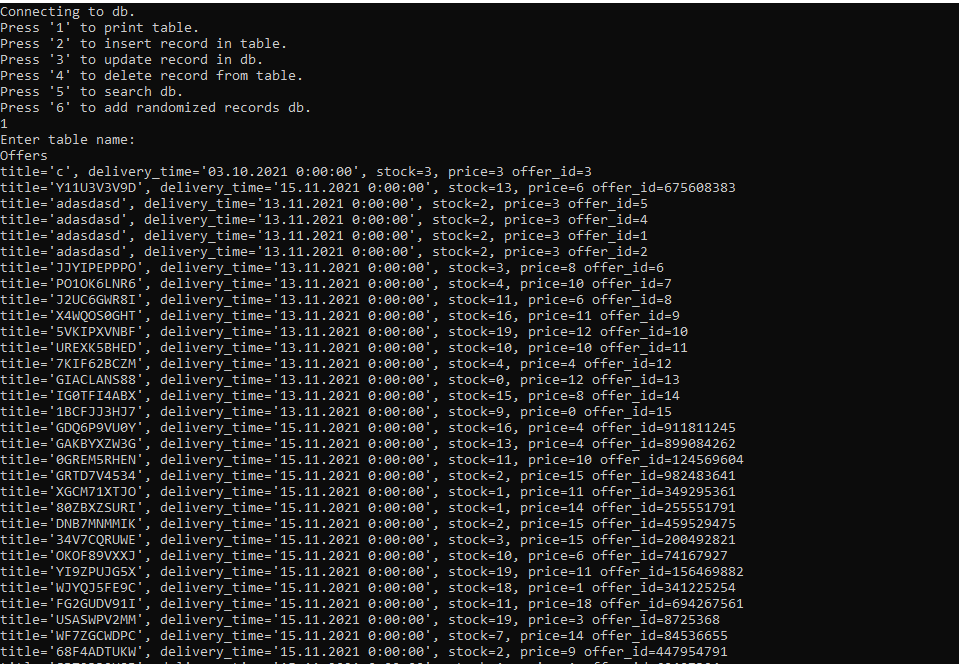 Connecting to db.
Press '1' to print table.
Press '2' to insert record in table.
Press '3' to update record in db.
Press '4' to delete record from table.
Press '5' to search db.
Press '6' to add randomized records db.
1
Enter table name:
Offers
title='c', delivery_time='03.10.2021 0:00:00', stock=3, price=3 offer_id=3
title='Y11U3V3V9D', delivery_time='15.11.2021 0:00:00', stock=13, price=6 offer_id=675608383
title='adasdasd', delivery_time='13.11.2021 0:00:00', stock=2, price=3 offer_id=5
title='adasdasd', delivery_time='13.11.2021 0:00:00', stock=2, price=3 offer_id=4
title='adasdasd', delivery_time='13.11.2021 0:00:00', stock=2, price=3 offer_id=1
title='adasdasd', delivery_time='13.11.2021 0:00:00', stock=2, price=3 offer_id=2
title='JJYIPEPPPO', delivery_time='13.11.2021 0:00:00', stock=3, price=8 offer_id=6
title='PO1OK6LNR6', delivery_time='13.11.2021 0:00:00', stock=4, price=10 offer_id=7
title='J2UC6GWR8I', delivery_time='13.11.2021 0:00:00', stock=11, price=6 offer_id=8
title='X4WQOS0GHT', delivery_time='13.11.2021 0:00:00', stock=16, price=11 offer_id=9
title='5VKIPXVNBF', delivery_time='13.11.2021 0:00:00', stock=19, price=12 offer_id=10
title='UREXK5BHED', delivery_time='13.11.2021 0:00:00', stock=10, price=10 offer_id=11
title='7KIF62BCZM', delivery_time='13.11.2021 0:00:00', stock=4, price=4 offer_id=12
title='GIACLANS88', delivery_time='13.11.2021 0:00:00', stock=0, price=12 offer_id=13
title='IG0TFI4ABX', delivery_time='13.11.2021 0:00:00', stock=15, price=8 offer_id=14
title='1BCFJJ3HJ7', delivery_time='13.11.2021 0:00:00', stock=9, price=0 offer_id=15
title='GDQ6P9VU0Y', delivery_time='15.11.2021 0:00:00', stock=16, price=4 offer_id=911811245
title='GAKBYXZW3G', delivery_time='15.11.2021 0:00:00', stock=13, price=4 offer_id=899084262
title='0GREM5RHEN', delivery_time='15.11.2021 0:00:00', stock=11, price=10 offer_id=124569604
title='GRTD7V4534', delivery_time='15.11.2021 0:00:00', stock=2, price=15 offer_id=982483641
title='XGCM71XTJO', delivery_time='15.11.2021 0:00:00', stock=1, price=11 offer_id=349295361
title='80ZBXZSURI', delivery_time='15.11.2021 0:00:00', stock=1, price=14 offer_id=255551791
title='DNB7MNMMIK', delivery_time='15.11.2021 0:00:00', stock=2, price=15 offer_id=459529475
title='34V7CQRUWE', delivery_time='15.11.2021 0:00:00', stock=3, price=15 offer_id=200492821
title='OKOF89VXXJ', delivery_time='15.11.2021 0:00:00', stock=10, price=6 offer_id=74167927
title='YI9ZPUJG5X', delivery_time='15.11.2021 0:00:00', stock=19, price=11 offer_id=156469882
title='WJYQJ5FE9C', delivery_time='15.11.2021 0:00:00', stock=18, price=1 offer_id=341225254
title='FG2GUDV91I', delivery_time='15.11.2021 0:00:00', stock=11, price=18 offer_id=694267561
title='USASWPV2MM', delivery_time='15.11.2021 0:00:00', stock=19, price=3 offer_id=8725368
title='WF7ZGCWDPC', delivery_time='15.11.2021 0:00:00', stock=7, price=14 offer_id=84536655
title='68F4ADTUKW', delivery_time='15.11.2021 0:00:00', stock=2, price=9 offer_id=447954791